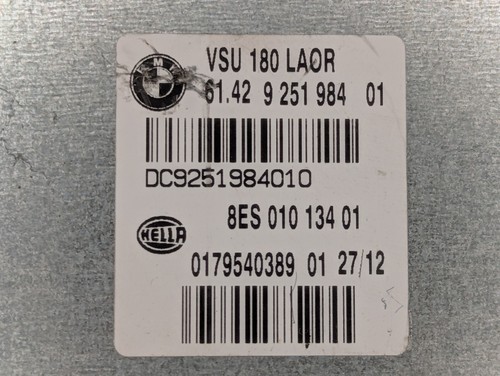 BMW
VSU 180 LAOR
61.42 9 251 984 01
DC9251984010
8ES 010 134 01
HELLA
0179540389 01 27/12